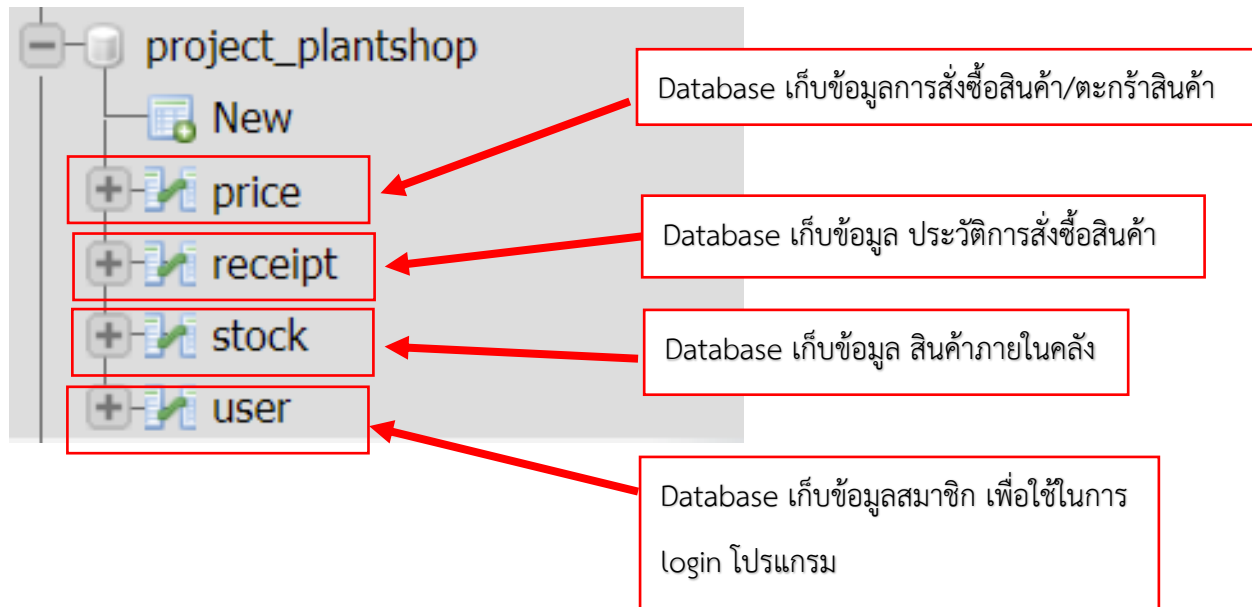 project_plantshop
New
price
receipt
stock
user
Database เก็บข้อมูลการสั่งซื้อสินค้า/ตะกร้าสินค้า
Database เก็บข้อมูล ประวัติการสั่งซื้อสินค้า
Database เก็บข้อมูล สินค้าภายในคลัง
Database เก็บข้อมูลสมาชิก เพื่อใช้ในการ
login โปรแกรม